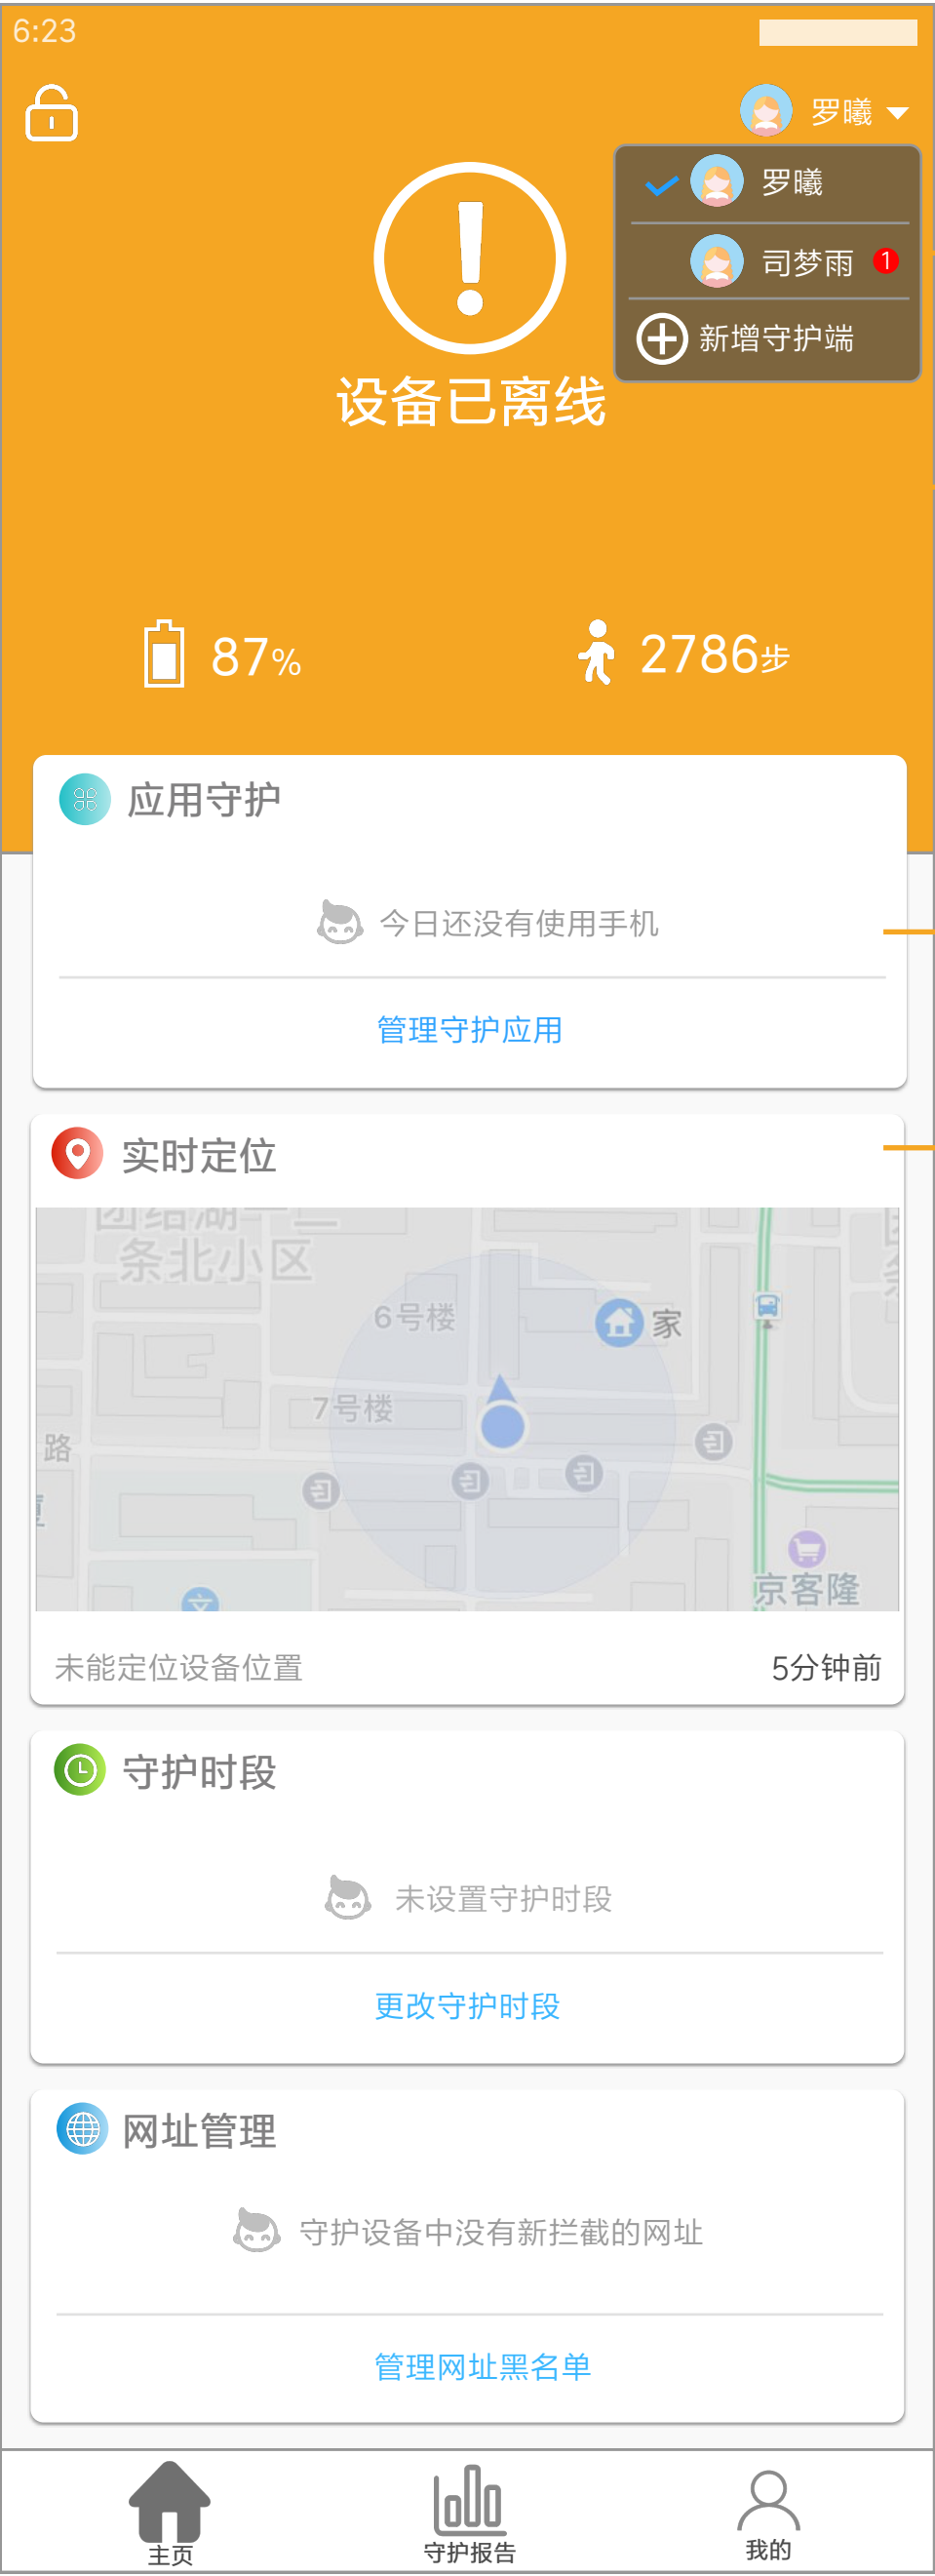 6:23
罗曦
罗曦
司梦雨 1
新增守护端
设备已离线
87%
2786步
应用守护
今日还没有使用手机
管理守护应用
实时定位
条北小区
6号楼
家
7号楼
路
文
京客隆
未能定位设备位置
5分钟前
守护时段
未设置守护时段
更改守护时段
网址管理
守护设备中没有新拦截的网址
管理网址黑名单
主页
守护报告
我的